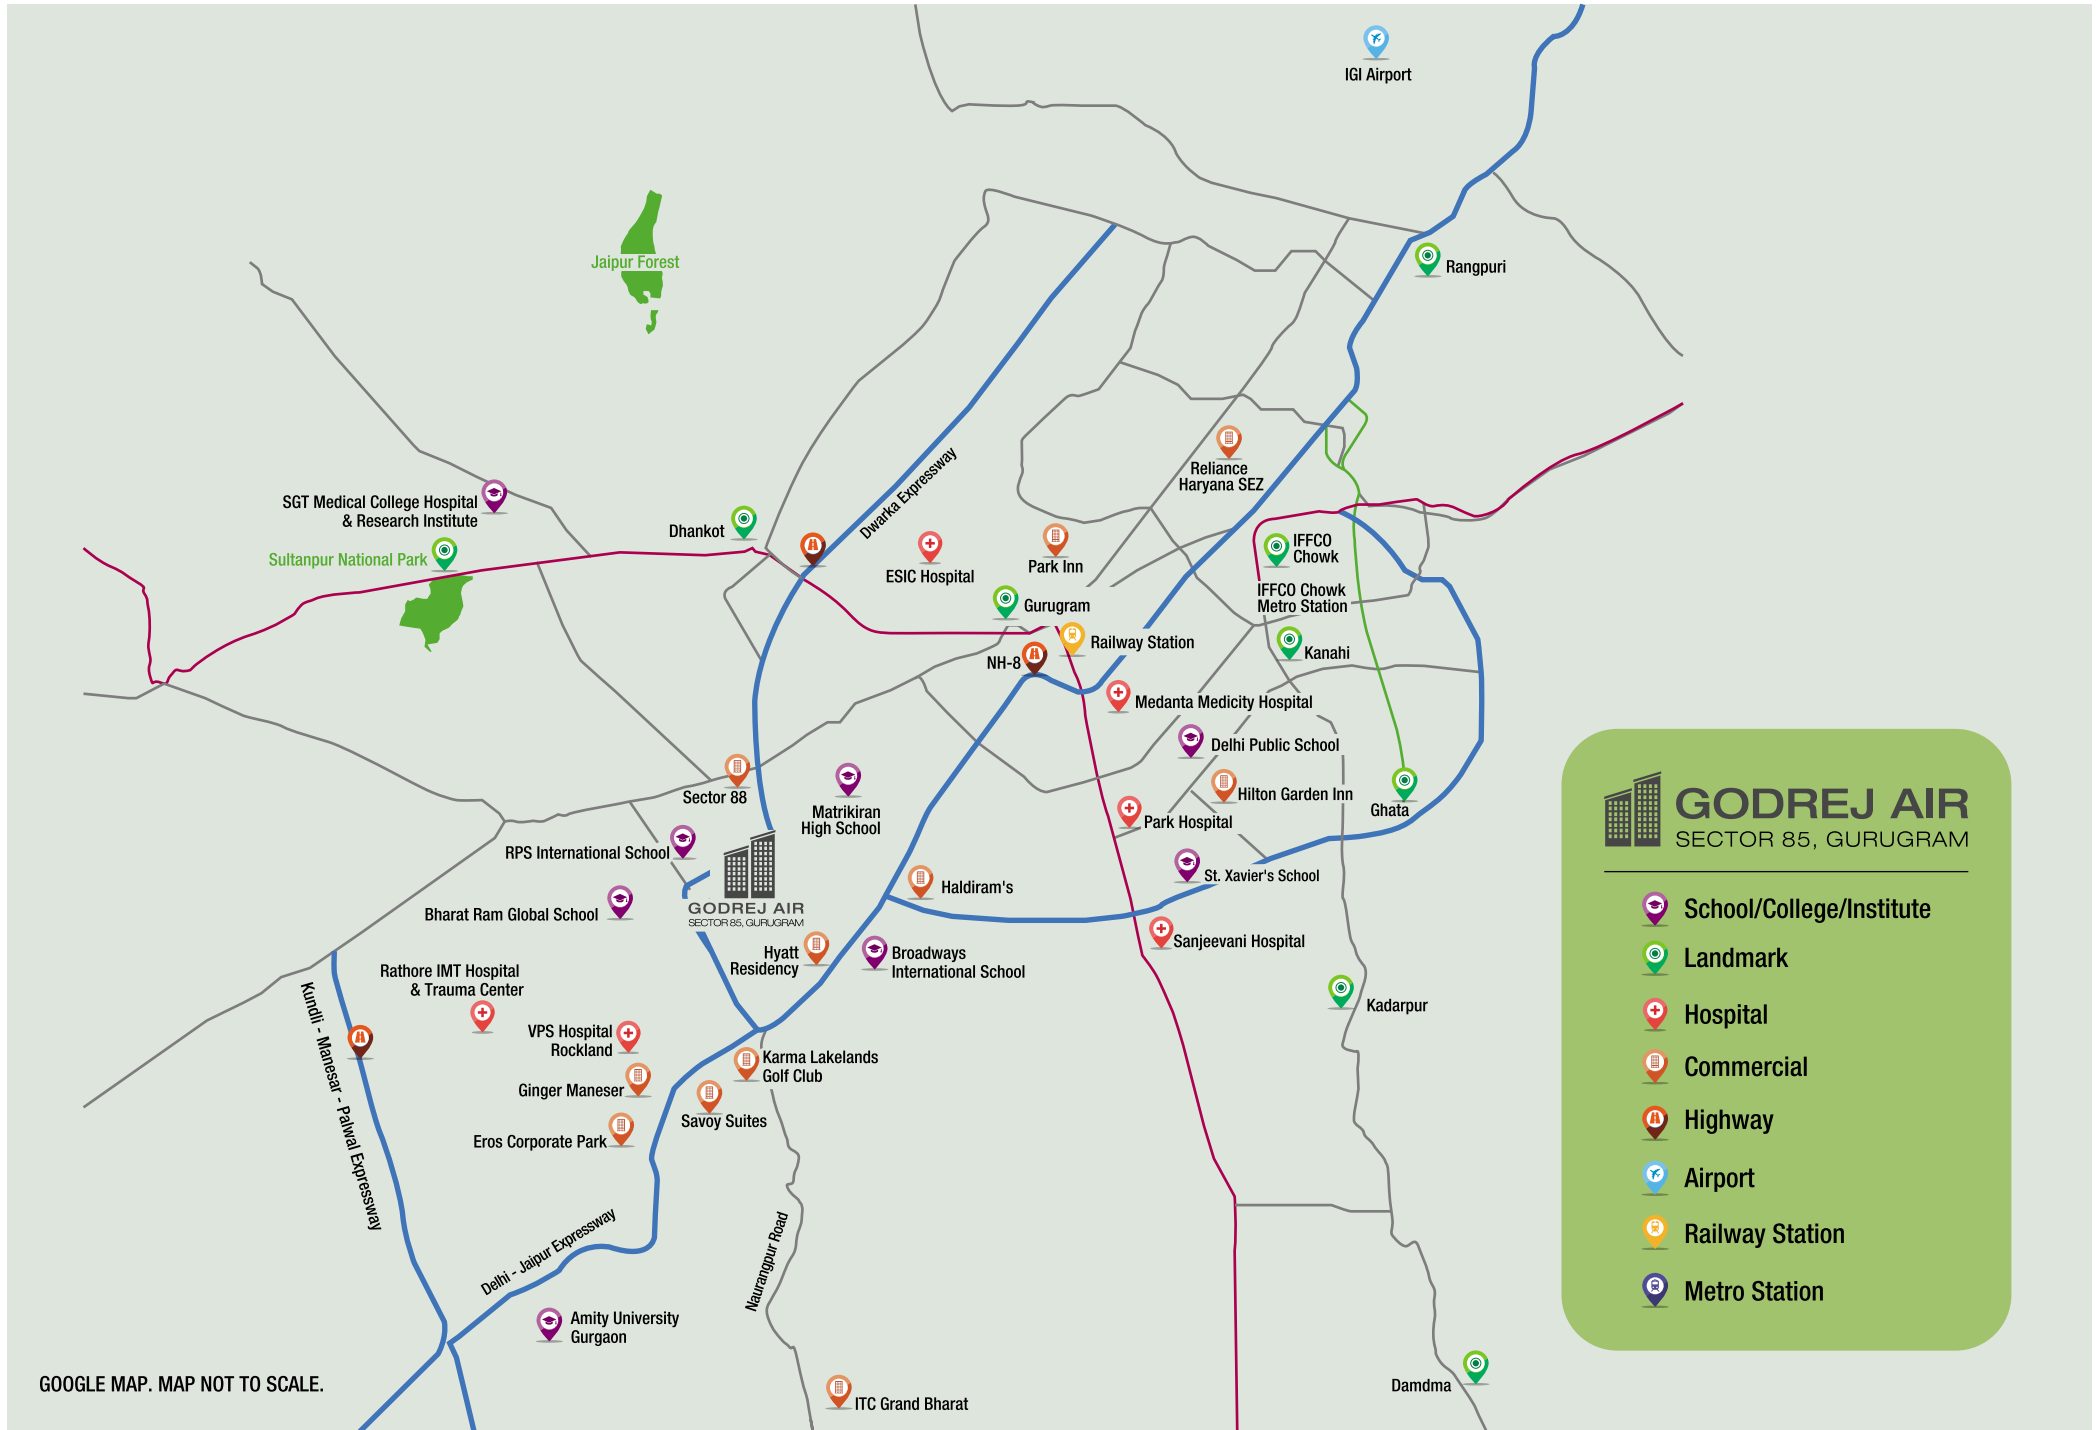 IGI Airport
Rangpuri
Jaipur Forest
Dwarka Expressway
Reliance
Haryana SEZ
SGT Medical College Hospital
& Research Institute
Sultanpur National Park
Dhankot
ESIC Hospital
Park Inn
IFFCO
Chowk
IFFCO Chowk
Metro Station
Gurugram
Railway Station
NH-8
Kanahi
Medanta Medicity Hospital
Delhi Public School
Hilton Garden Inn
Ghata
Park Hospital
Sector 88
Matrikiran
High School
RPS International School
St. Xavier's School
Haldiram's
Bharat Ram Global School
GODREJ AIR
SECTOR 85, GURUGRAM
Hyatt
Residency
Broadways
International School
Sanjeevani Hospital
Kadarpur
Rathore IMT Hospital
& Trauma Center
Kundli - Manesar - Palwal Expressway
VPS Hospital
Rockland
Karma Lakelands
Golf Club
Ginger Maneser
Savoy Suites
Eros Corporate Park
Delhi - Jaipur Expressway
Naurangpur Road
Amity University
Gurgaon
ITC Grand Bharat
Damdma
GOOGLE MAP. MAP NOT TO SCALE.
GODREJ AIR
SECTOR 85, GURUGRAM
School/College/Institute
Landmark
Hospital
Commercial
Highway
Airport
Railway Station
Metro Station